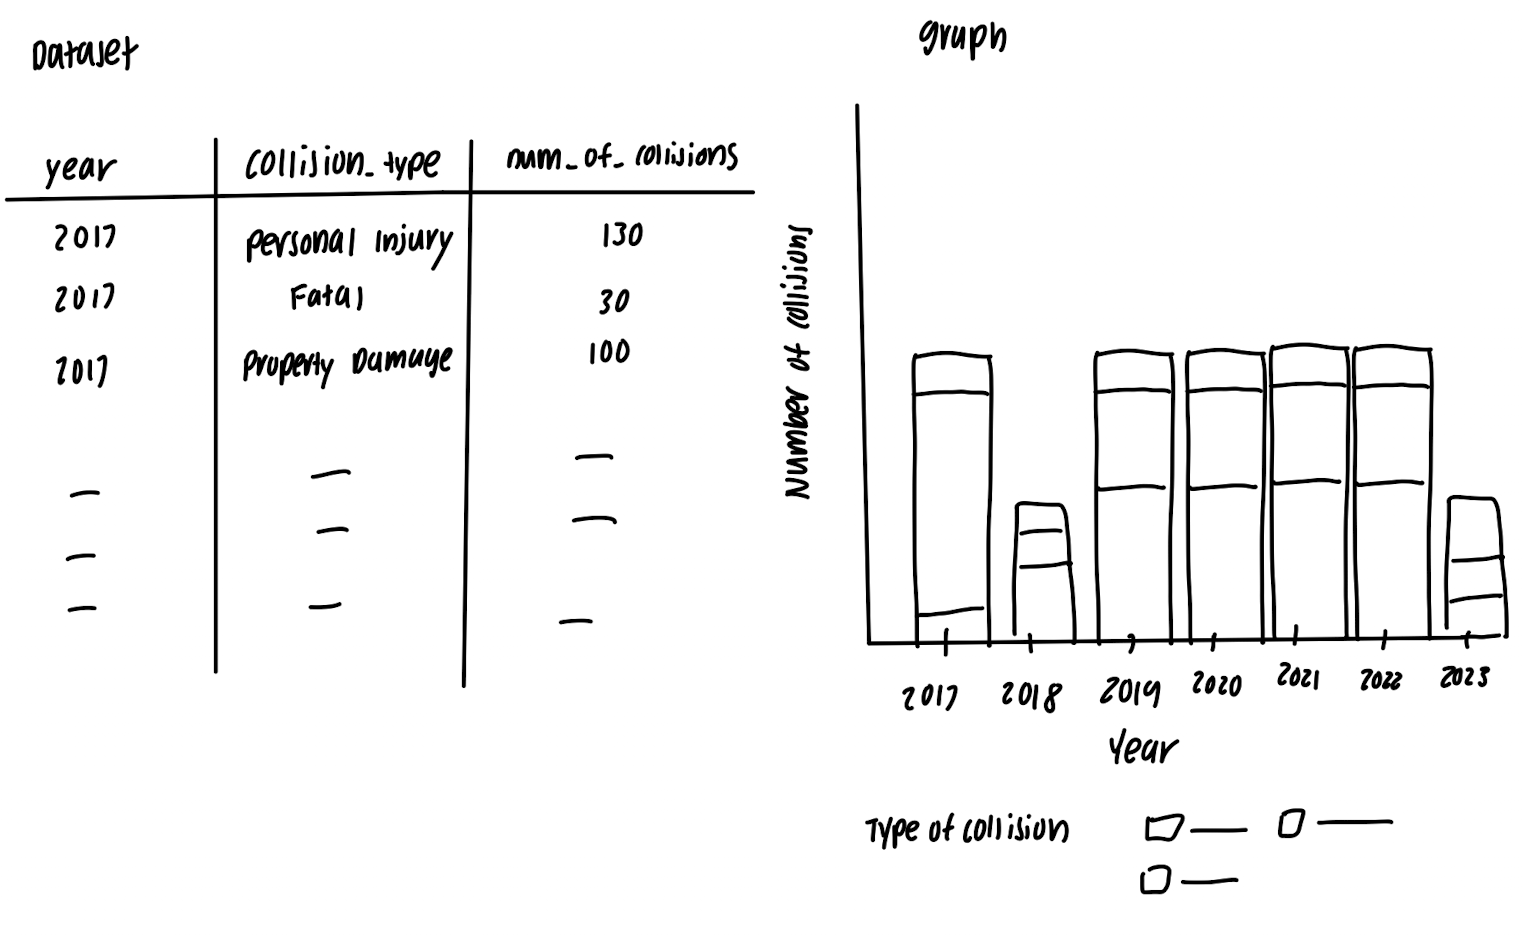 Dataset
year collision_type num_of_collisions
2017 Personal Injury 130
2017 Fatal 30
2017 Property Damage 100
graph
Number of collisions
2017 2018 2019 2020 2021 2022 2023
Year
Type of collision